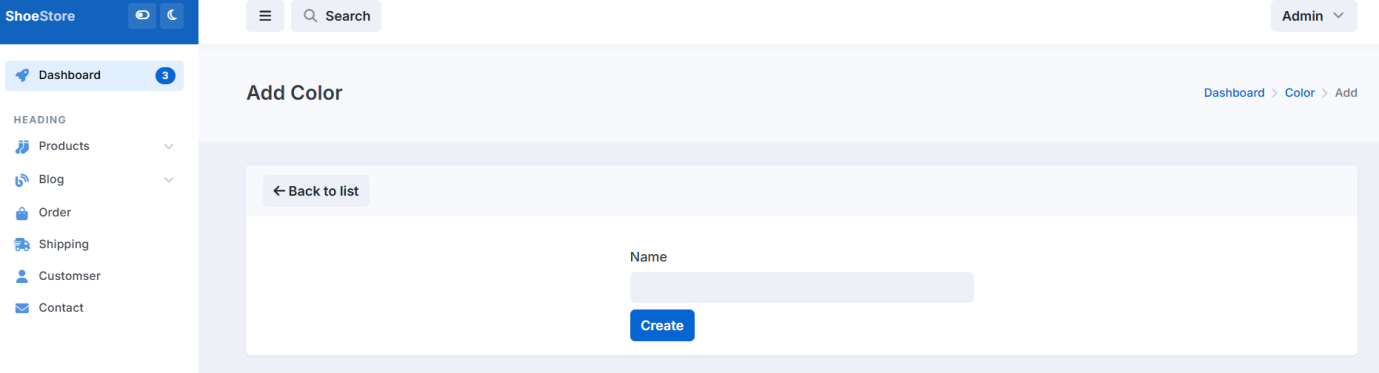 ShoeStore
Search
Admin
Dashboard
3
Add Color
Dashboard > Color > Add
HEADING
Products
Blog
Order
Shipping
Customser
Contact
Back to list
Name
Create